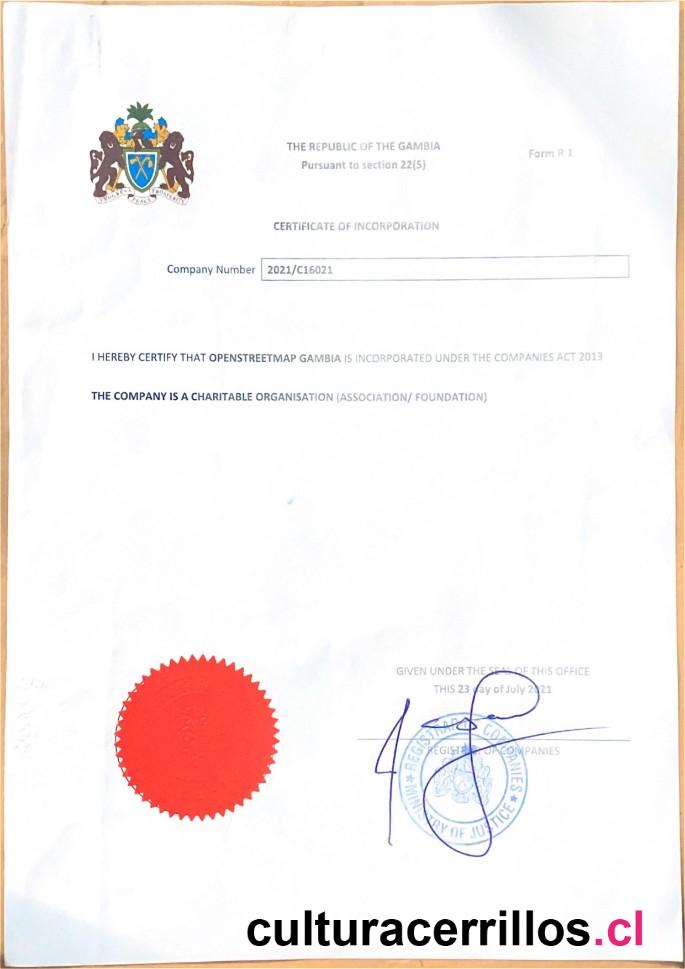 THE REPUBLIC OF THE GAMBIA
Pursuant to section 22(5)
Form R 1
PROGRESS PEACE PROSPERITY
CERTIFICATE OF INCORPORATION
Company Number 2021/C16021
I HEREBY CERTIFY THAT OPENSTREETMAP GAMBIA IS INCORPORATED UNDER THE COMPANIES ACT 2013
THE COMPANY IS A CHARITABLE ORGANISATION (ASSOCIATION/ FOUNDATION)
GIVEN UNDER THE SEAL OF THIS OFFICE
THIS 23 day of July 2021
REGISTRAR OF COMPANIES
REGISTRAR OF COMPANIES
MINISTRY OF JUSTICE
culturacerrillos.cl